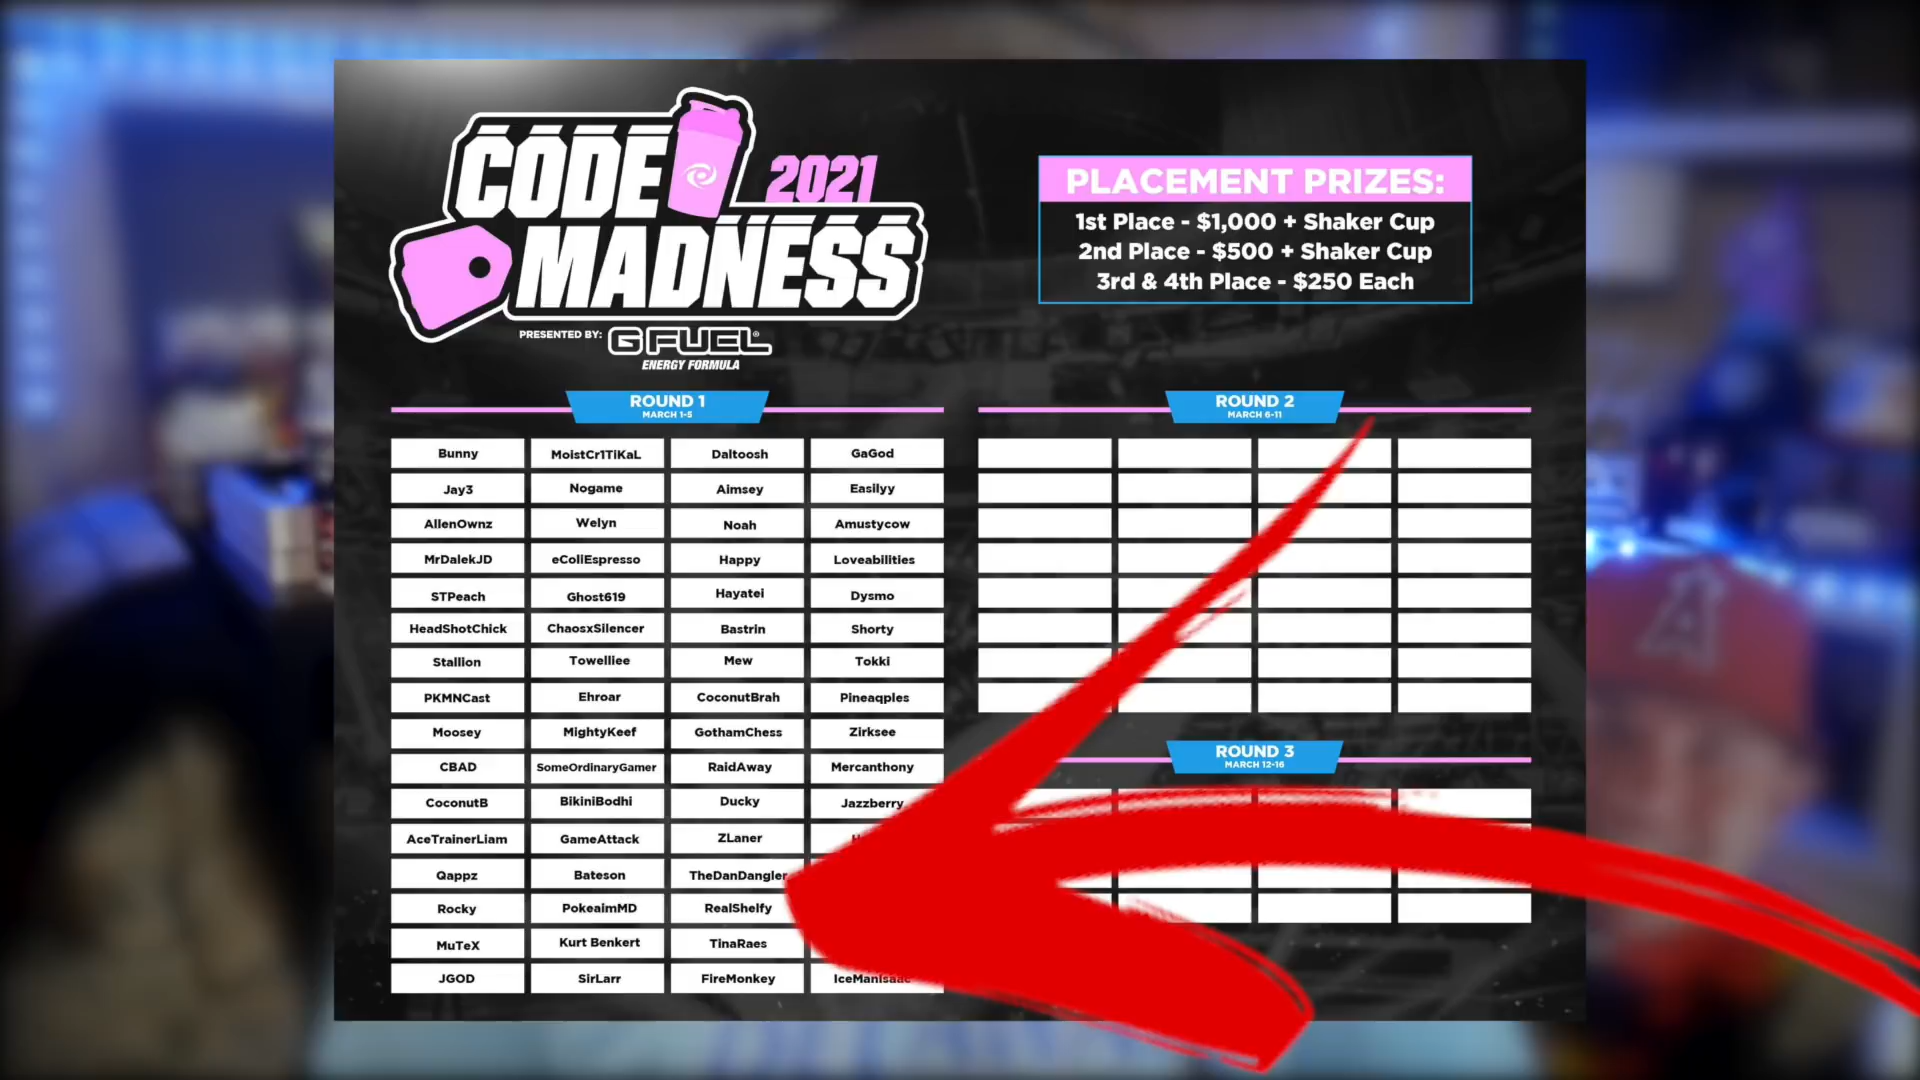 CODE
MADNESS
2021
PRESENTED BY: G FUEL®
ENERGY FORMULA
PLACEMENT PRIZES:
1st Place - $1,000 + Shaker Cup
2nd Place - $500 + Shaker Cup
3rd & 4th Place - $250 Each
ROUND 1
MARCH 1-5
Bunny MoistCr1TiKaL Daltoosh GaGod
Jay3 Nogame Aimsey Easilyy
AllenOwnz Welyn Noah Amustycow
MrDalekJD eColiEspresso Happy Loveabilities
STPeach Ghost619 Hayatei Dysmo
HeadShotChick ChaosxSilencer Bastrin Shorty
Stallion Towelliee Mew Tokki
PKMNCast Ehroar CoconutBrah Pineaqples
Moosey MightyKeef GothamChess Zirksee
CBAD SomeOrdinaryGamer RaidAway Mercanthony
CoconutB BikiniBodhi Ducky Jazzberry
AceTrainerLiam GameAttack ZLaner
Qappz Bateson TheDanDangler
Rocky PokeaimMD RealShelfy
MuTeX Kurt Benkert TinaRaes
JGOD SirLarr FireMonkey IceManIsaac
ROUND 2
MARCH 6-11
ROUND 3
MARCH 12-16
A